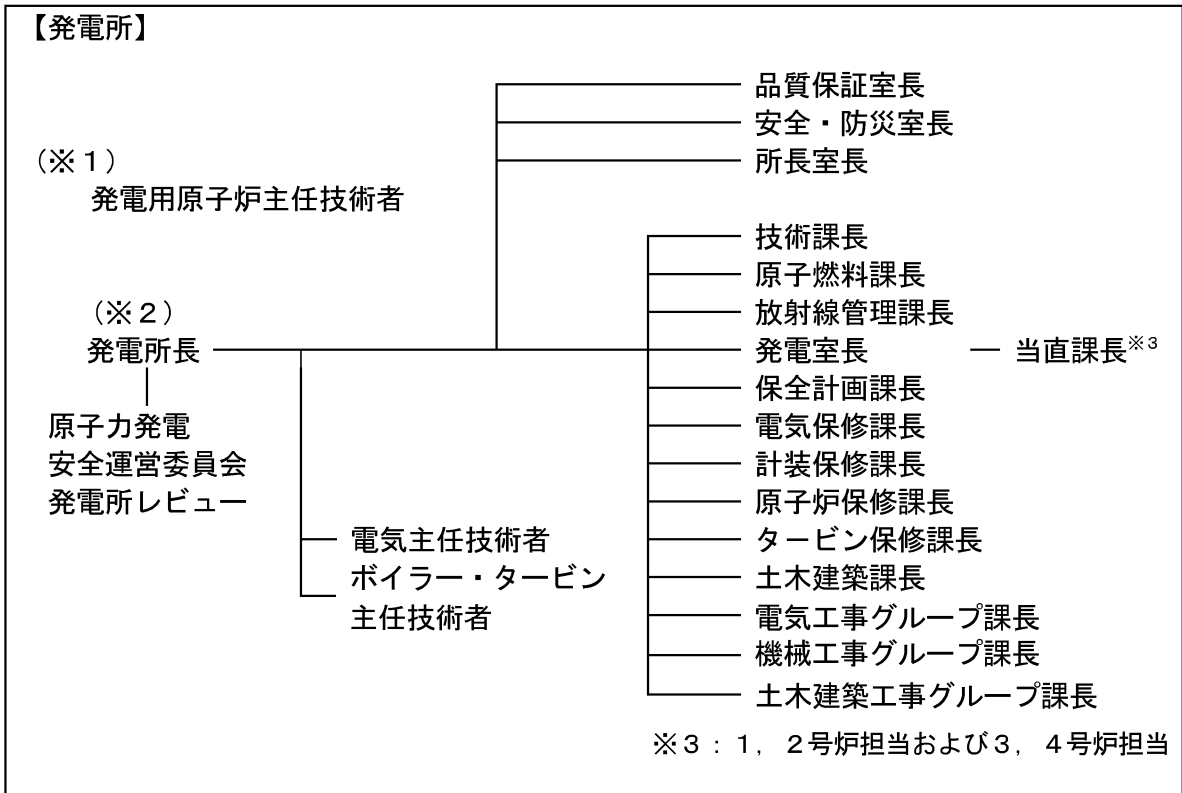 【発電所】
品質保証室長
安全・防災室長
(※1)
所長室長
発電用原子炉主任技術者
技術課長
原子燃料課長
(※2)
放射線管理課長
発電所長
発電室長
当直課長※3
保全計画課長
原子力発電
安全運営委員会
発電所レビュー
電気保修課長
計装保修課長
原子炉保修課長
電気主任技術者
ボイラー・タービン
主任技術者
タービン保修課長
土木建築課長
電気工事グループ課長
機械工事グループ課長
土木建築工事グループ課長
※3:1,2号炉担当および3,4号炉担当